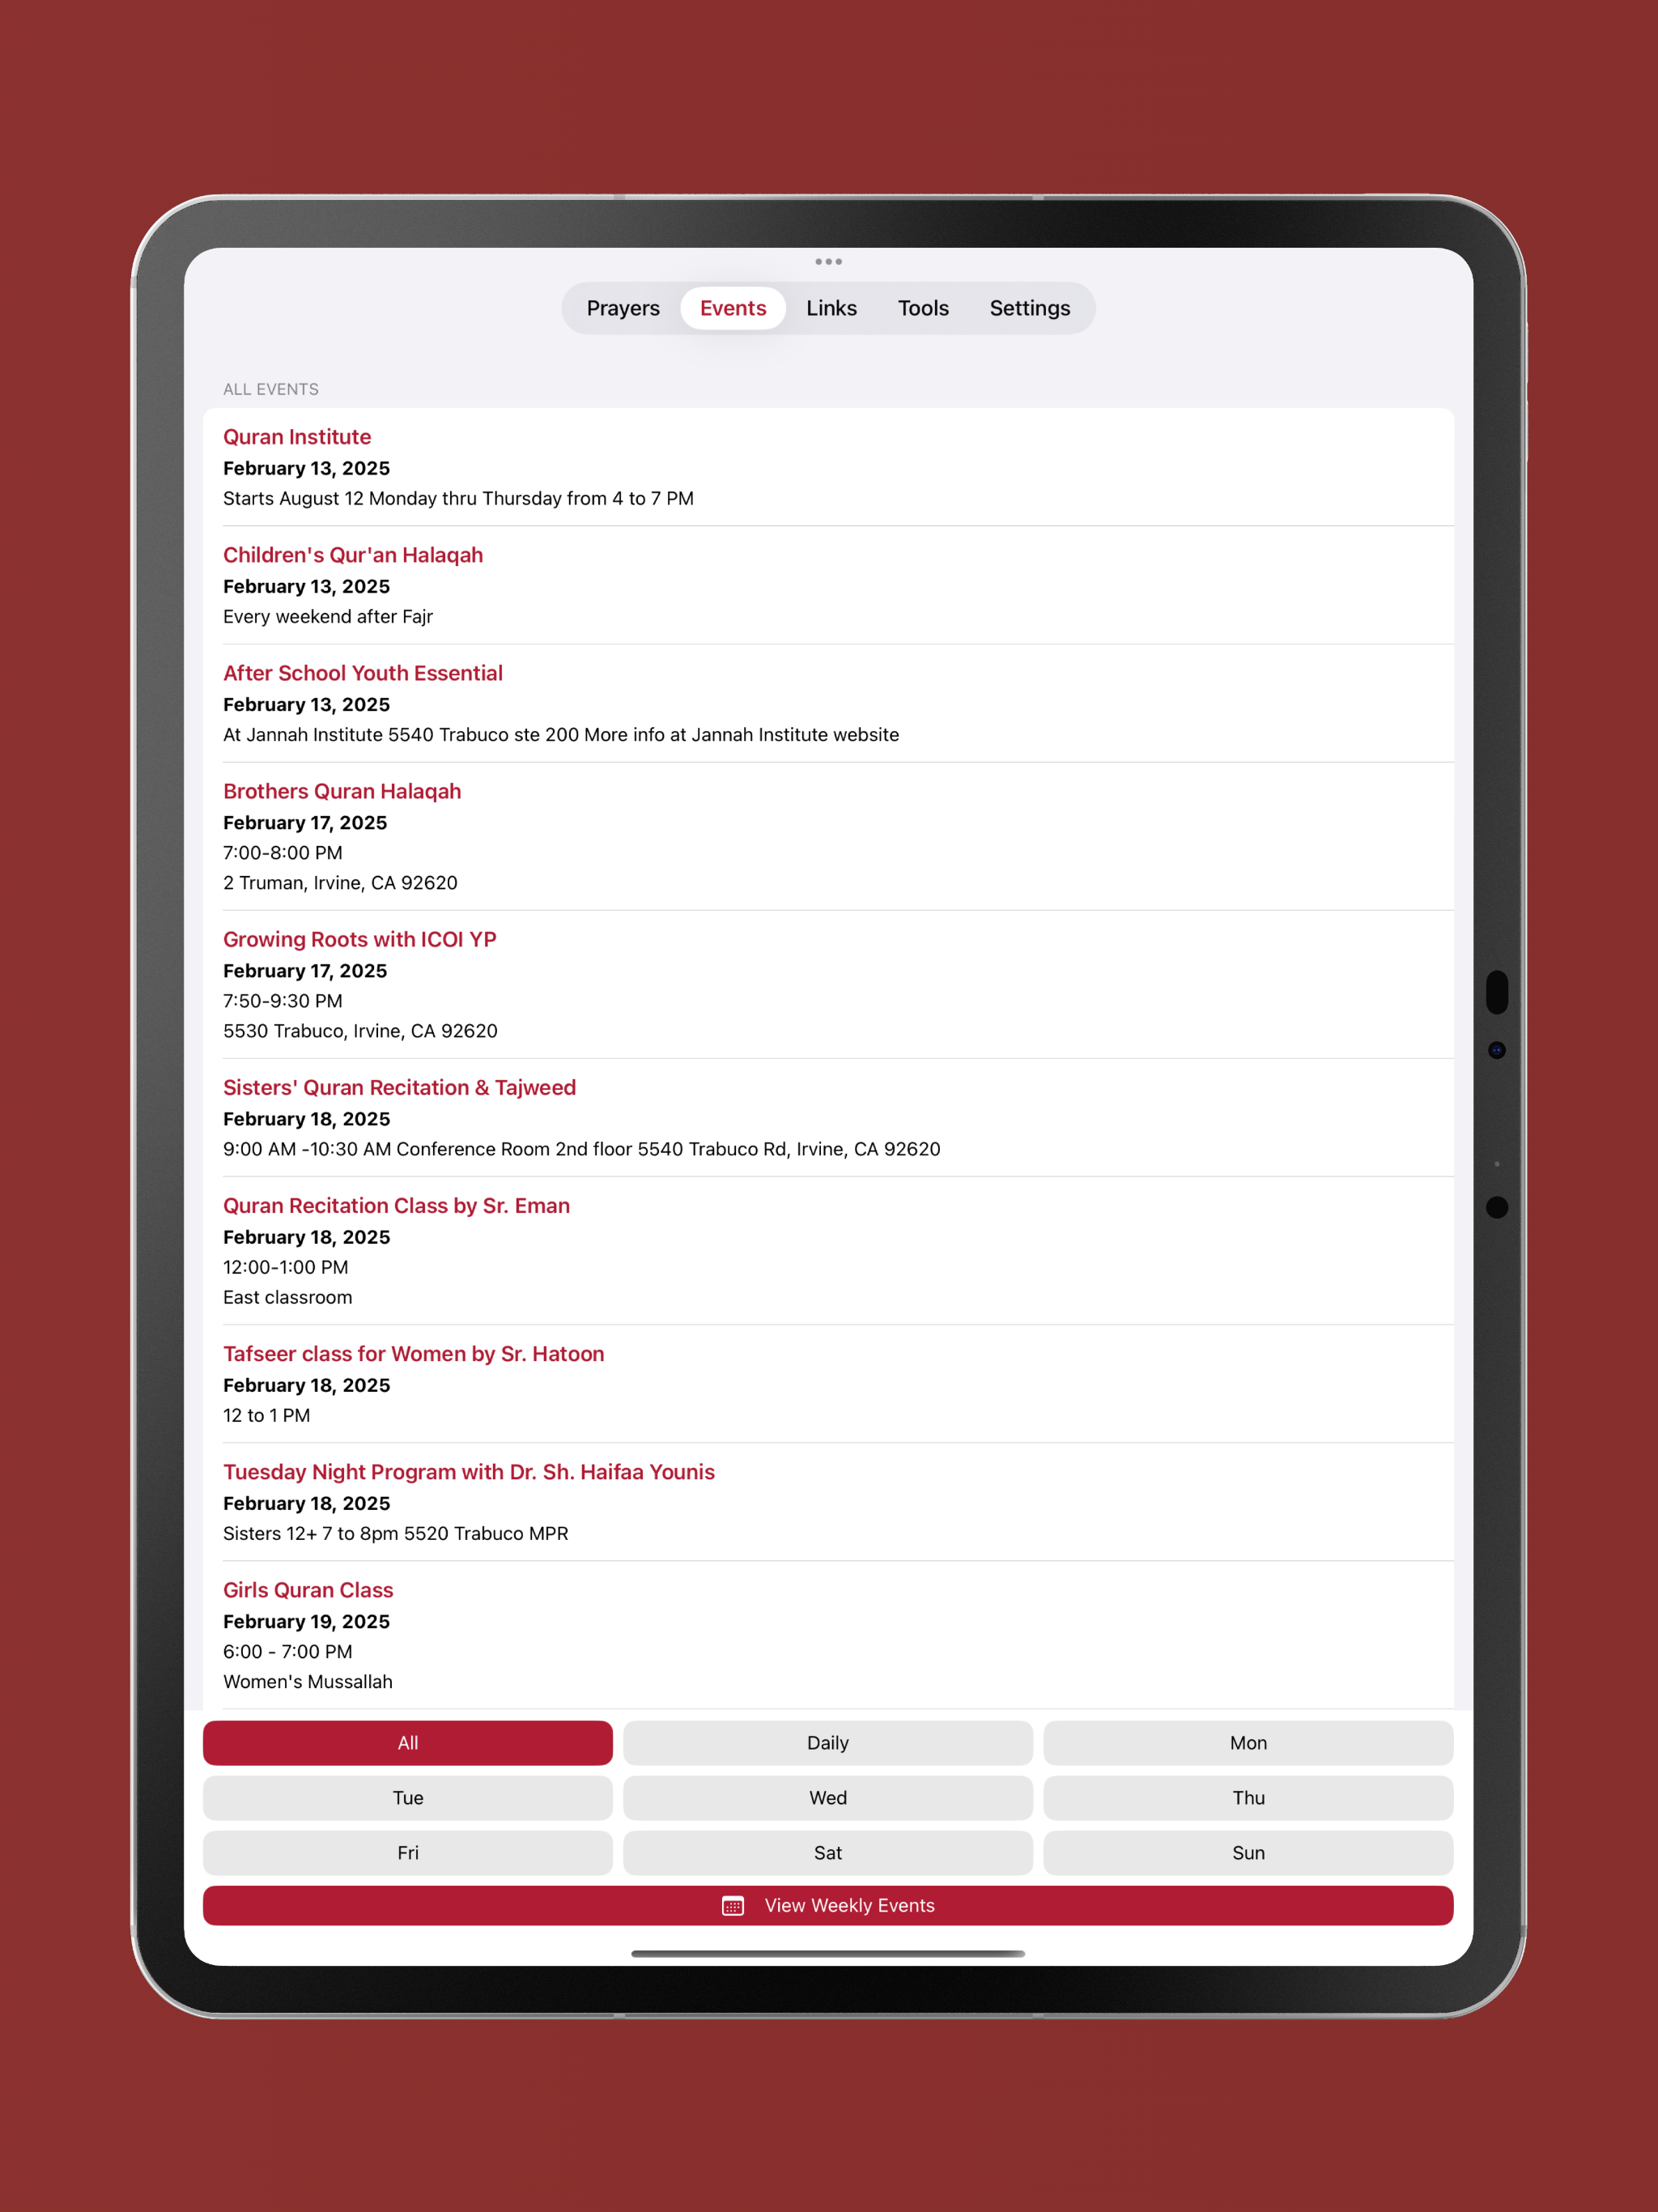 Prayers Events Links Tools Settings
ALL EVENTS
Quran Institute
February 13, 2025
Starts August 12 Monday thru Thursday from 4 to 7 PM
Children's Qur'an Halaqah
February 13, 2025
Every weekend after Fajr
After School Youth Essential
February 13, 2025
At Jannah Institute 5540 Trabuco ste 200 More info at Jannah Institute website
Brothers Quran Halaqah
February 17, 2025
7:00-8:00 PM
2 Truman, Irvine, CA 92620
Growing Roots with ICOI YP
February 17, 2025
7:50-9:30 PM
5530 Trabuco, Irvine, CA 92620
Sisters' Quran Recitation & Tajweed
February 18, 2025
9:00 AM -10:30 AM Conference Room 2nd floor 5540 Trabuco Rd, Irvine, CA 92620
Quran Recitation Class by Sr. Eman
February 18, 2025
12:00-1:00 PM
East classroom
Tafseer class for Women by Sr. Hatoon
February 18, 2025
12 to 1 PM
Tuesday Night Program with Dr. Sh. Haifaa Younis
February 18, 2025
Sisters 12+ 7 to 8pm 5520 Trabuco MPR
Girls Quran Class
February 19, 2025
6:00 - 7:00 PM
Women's Mussallah
All Daily Mon
Tue Wed Thu
Fri Sat Sun
View Weekly Events